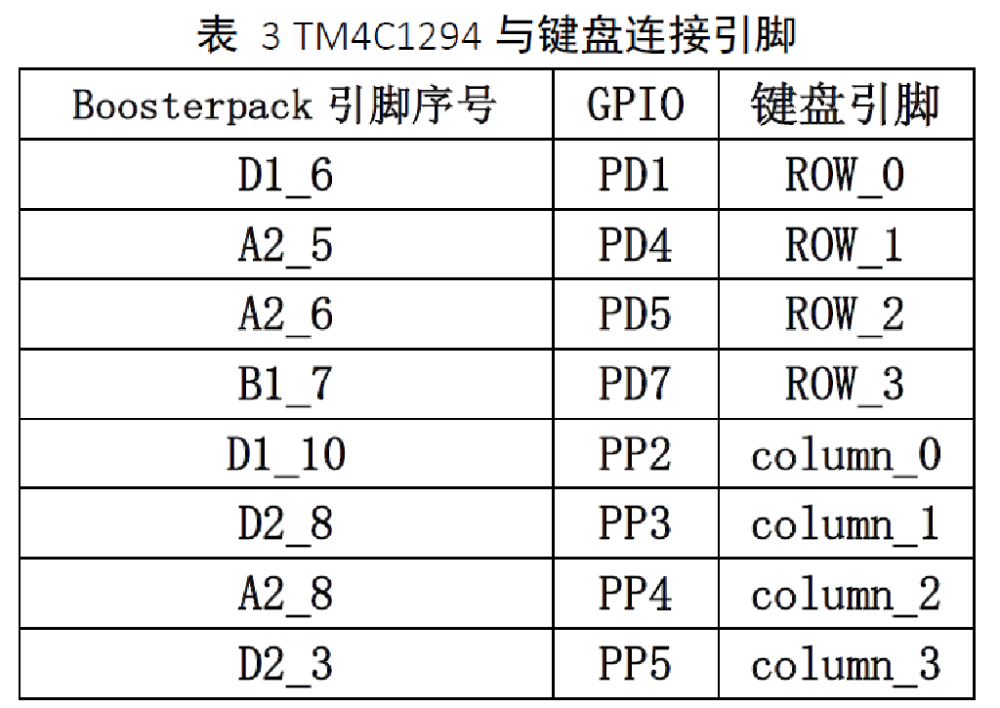 表 3 TM4C1294 与键盘连接引脚
Boosterpack 引脚序号 GPIO 键盘引脚
D1_6 PD1 ROW_0
A2_5 PD4 ROW_1
A2_6 PD5 ROW_2
B1_7 PD7 ROW_3
D1_10 PP2 column_0
D2_8 PP3 column_1
A2_8 PP4 column_2
D2_3 PP5 column_3